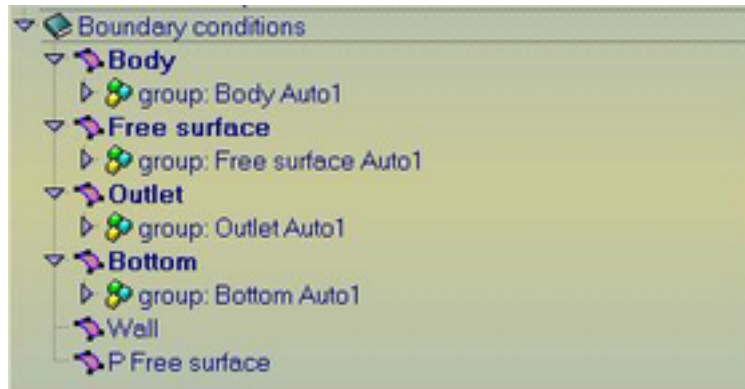 Boundary conditions
Body
group: Body Auto1
Free surface
group: Free surface Auto1
Outlet
group: Outlet Auto1
Bottom
group: Bottom Auto1
Wall
P Free surface